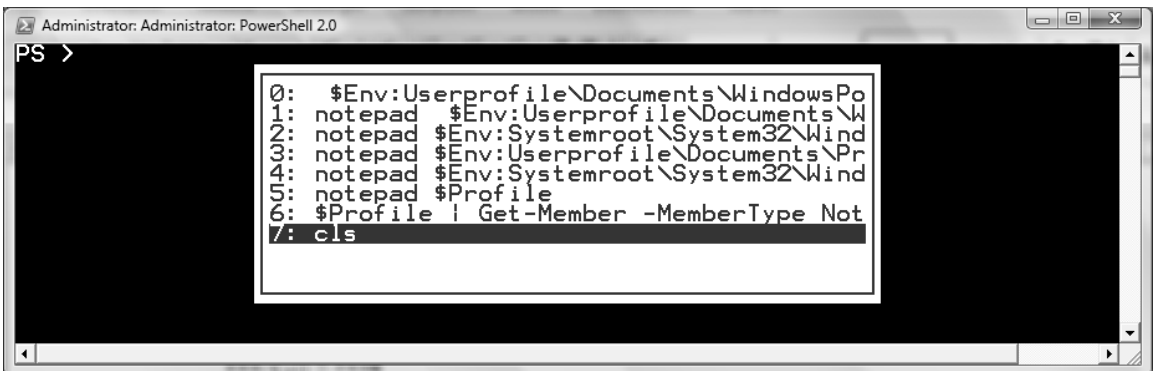 Administrator: Administrator: PowerShell 2.0
PS >
0:  $Env:Userprofile\Documents\WindowsPo
1: notepad  $Env:Userprofile\Documents\W
2: notepad $Env:Systemroot\System32\Wind
3: notepad $Env:Userprofile\Documents\Pr
4: notepad $Env:Systemroot\System32\Wind
5: notepad $Profile
6: $Profile | Get-Member -MemberType Not
7: cls